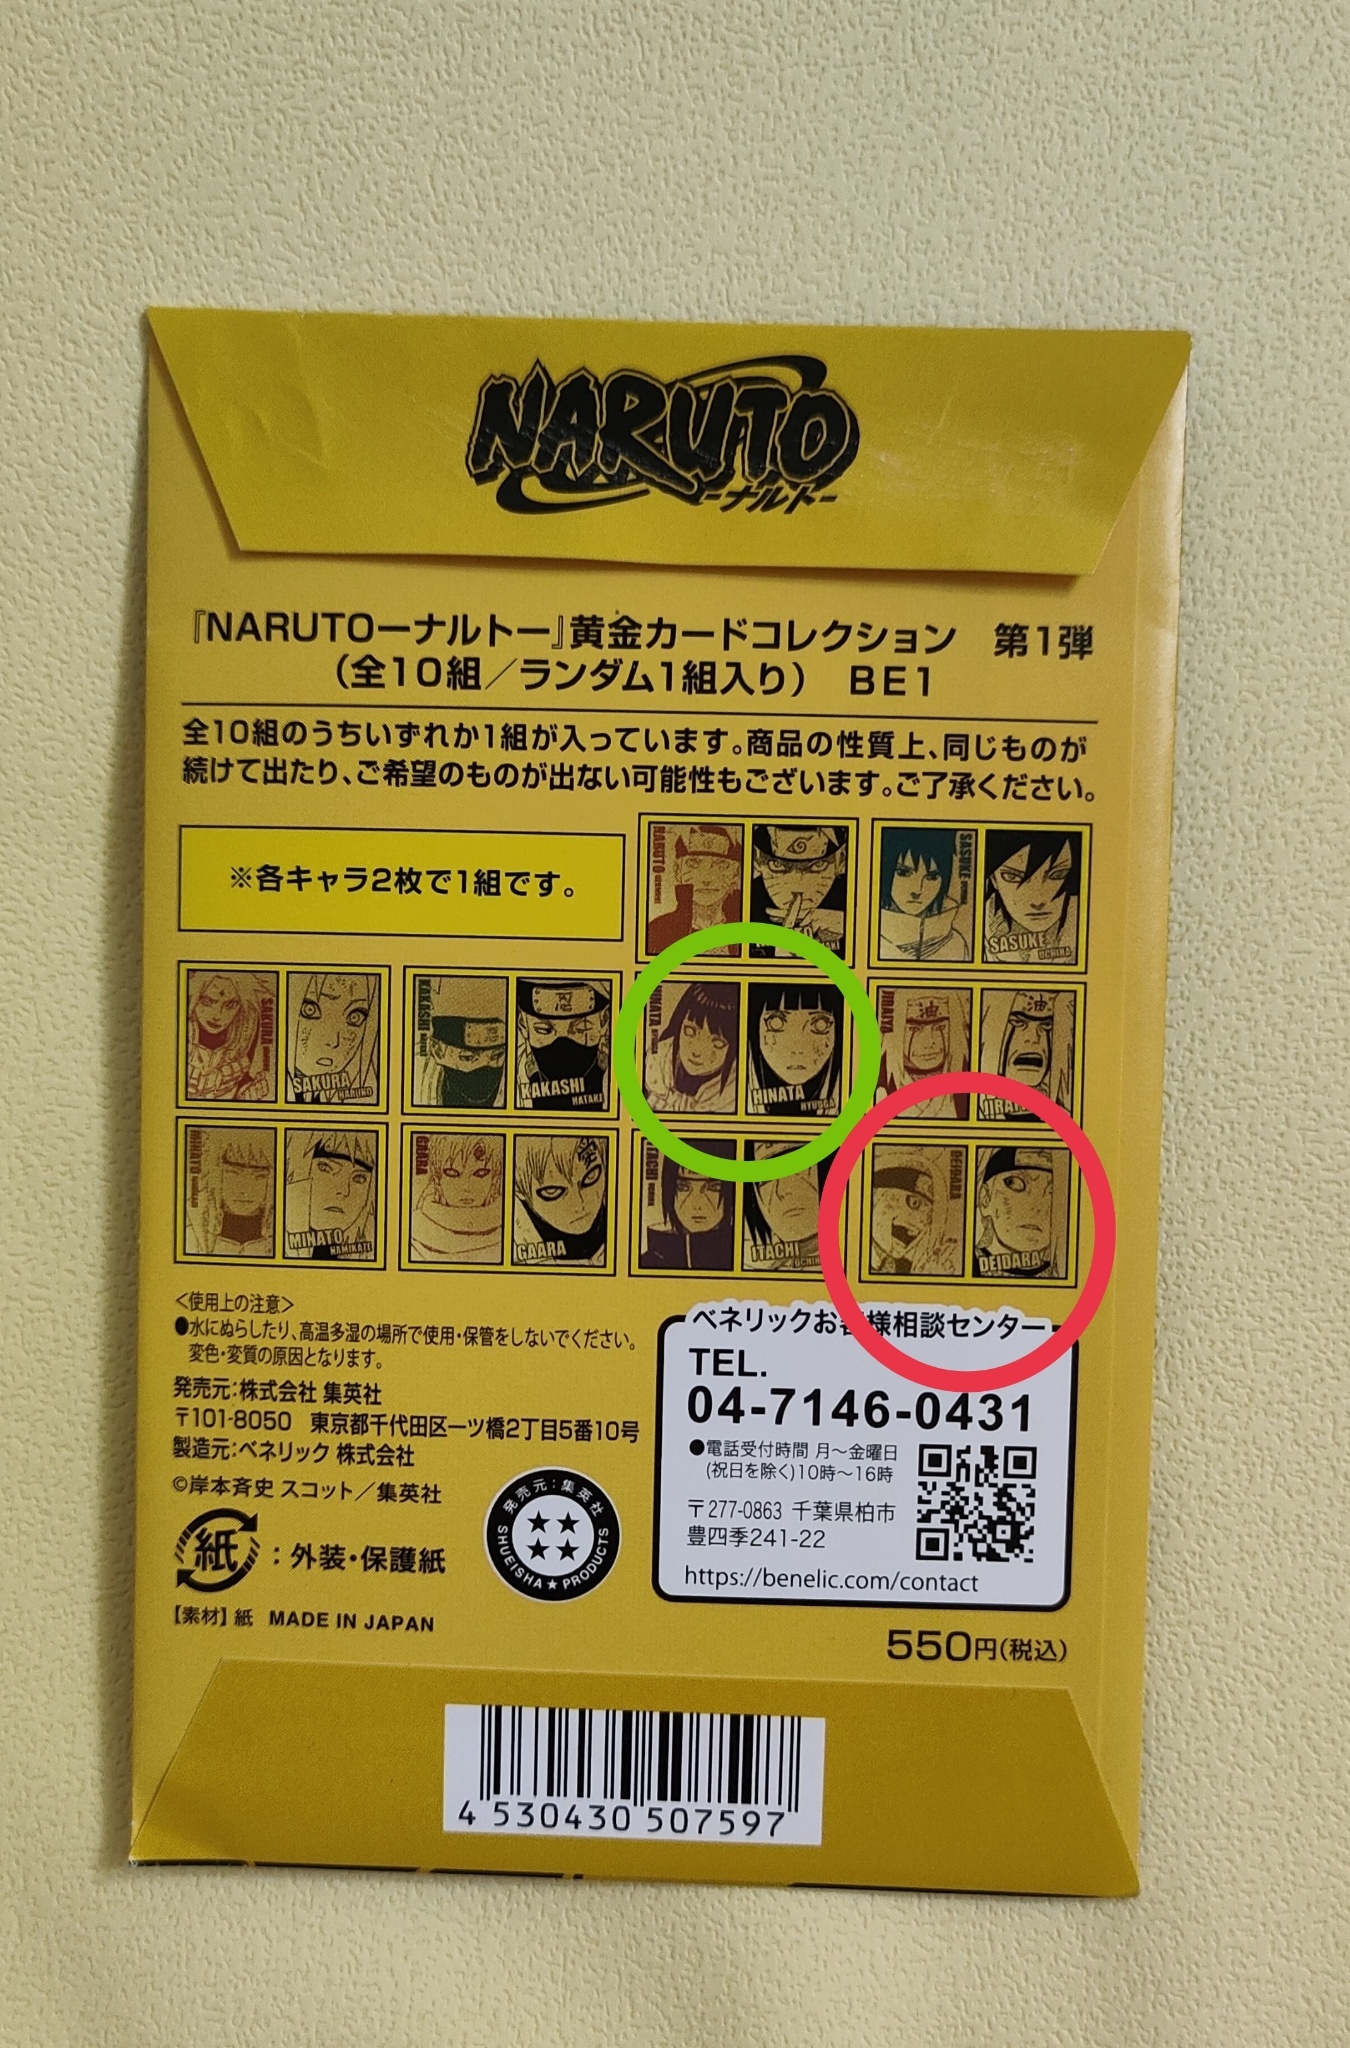 NARUTO
-ナルト-
『NARUTOーナルトー』黄金カードコレクション 第1弾
(全10組/ランダム1組入り) BE1
全10組のうちいずれか1組が入っています。商品の性質上、同じものが
続けて出たり、ご希望のものが出ない可能性もございます。ご了承ください。
※各キャラ2枚で1組です。
NARUTO
SASUKE
SASUKE
UCHIHA
SAKURA
SAKURA
HARUNO
KAKASHI
KAKASHI
HATAKE
HINATA
HYUUGA
JIRAIYA
油
油
MINATO
MINATO
NAMIKAZE
GAARA
GAARA
ITACHI
DEIDARA
DEIDARA
<使用上の注意>
●水にぬらしたり、高温多湿の場所で使用・保管をしないでください。
変色・変質の原因となります。
発売元:株式会社 集英社
〒101-8050 東京都千代田区一ツ橋2丁目5番10号
製造元:ベネリック 株式会社
©岸本斉史 スコット/集英社
紙:外装・保護紙
【素材】紙 MADE IN JAPAN
発売元:集英社
SHUEISHA★PRODUCTS
ベネリックお客様相談センター
TEL.
04-7146-0431
●電話受付時間 月〜金曜日
(祝日を除く)10時〜16時
〒277-0863 千葉県柏市
豊四季241-22
https://benelic.com/contact
550円(税込)
4 530430 507597